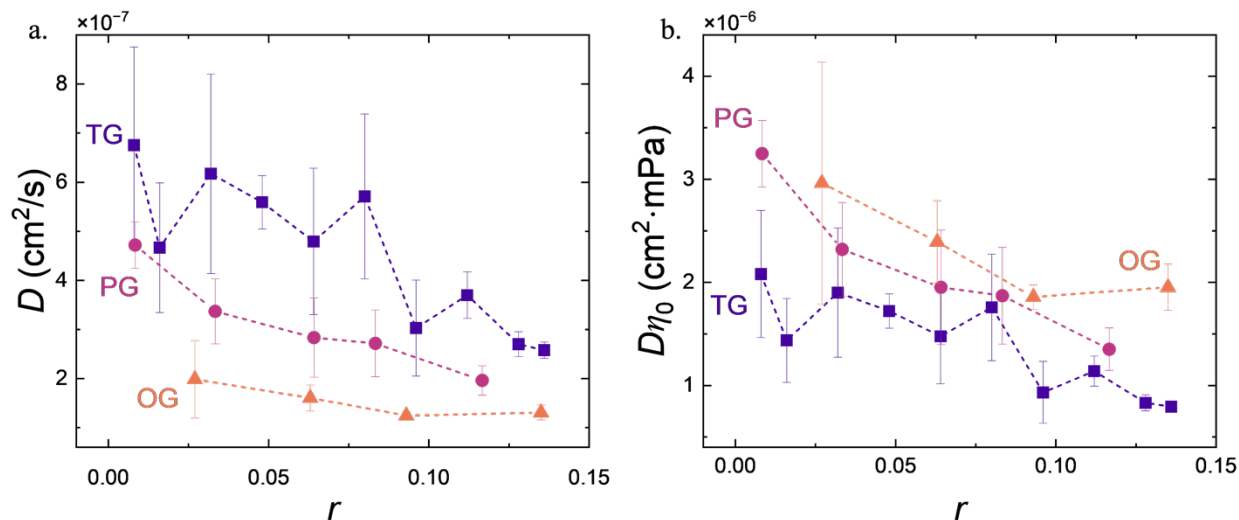 a.
×10⁻⁷
8
6
4
2
D (cm²/s)
TG
PG
OG
0.00 0.05 0.10 0.15
r
b.
×10⁻⁶
4
3
2
1
Dη₀ (cm²·mPa)
PG
TG
OG
0.00 0.05 0.10 0.15
r